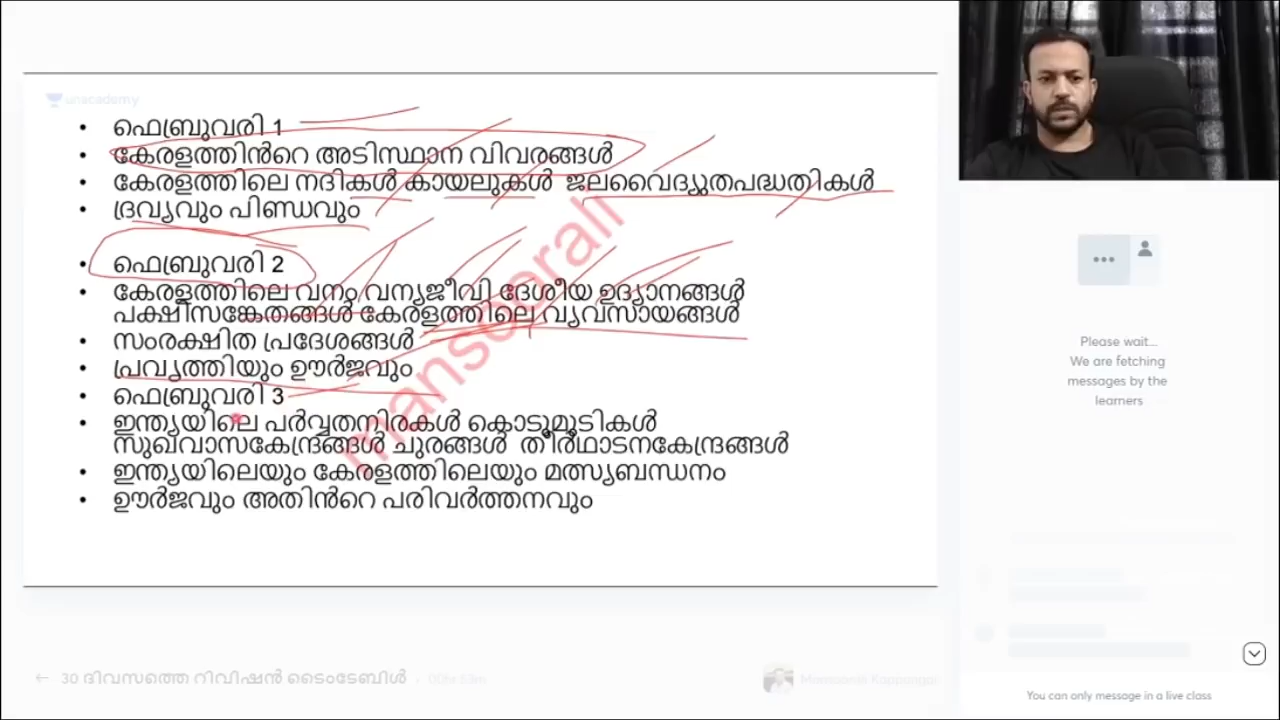 unacademy
ഫെബ്രുവരി 1
കേരളത്തിൻറെ അടിസ്ഥാന വിവരങ്ങൾ
കേരളത്തിലെ നദികൾ കായലുകൾ ജലവൈദ്യുതപദ്ധതികൾ
ദ്രവ്യവും പിണ്ഡവും
ഫെബ്രുവരി 2
കേരളത്തിലെ വനം വന്യജീവി ദേശീയ ഉദ്യാനങ്ങൾ
പക്ഷിസങ്കേതങ്ങൾ കേരളത്തിലെ വ്യവസായങ്ങൾ
സംരക്ഷിത പ്രദേശങ്ങൾ
പ്രവൃത്തിയും ഊർജവും
ഫെബ്രുവരി 3
ഇന്ത്യയിലെ പർവ്വതനിരകൾ കൊടുമുടികൾ
സുഖവാസകേന്ദ്രങ്ങൾ ചുരങ്ങൾ തീർഥാടനകേന്ദ്രങ്ങൾ
ഇന്ത്യയിലെയും കേരളത്തിലെയും മത്സ്യബന്ധനം
ഊർജവും അതിൻറെ പരിവർത്തനവും
mansoorali
Please wait...
We are fetching
messages by the
learners
30 ദിവസത്തെ റിവിഷൻ ടൈംടേബിൾ
You can only message in a live class